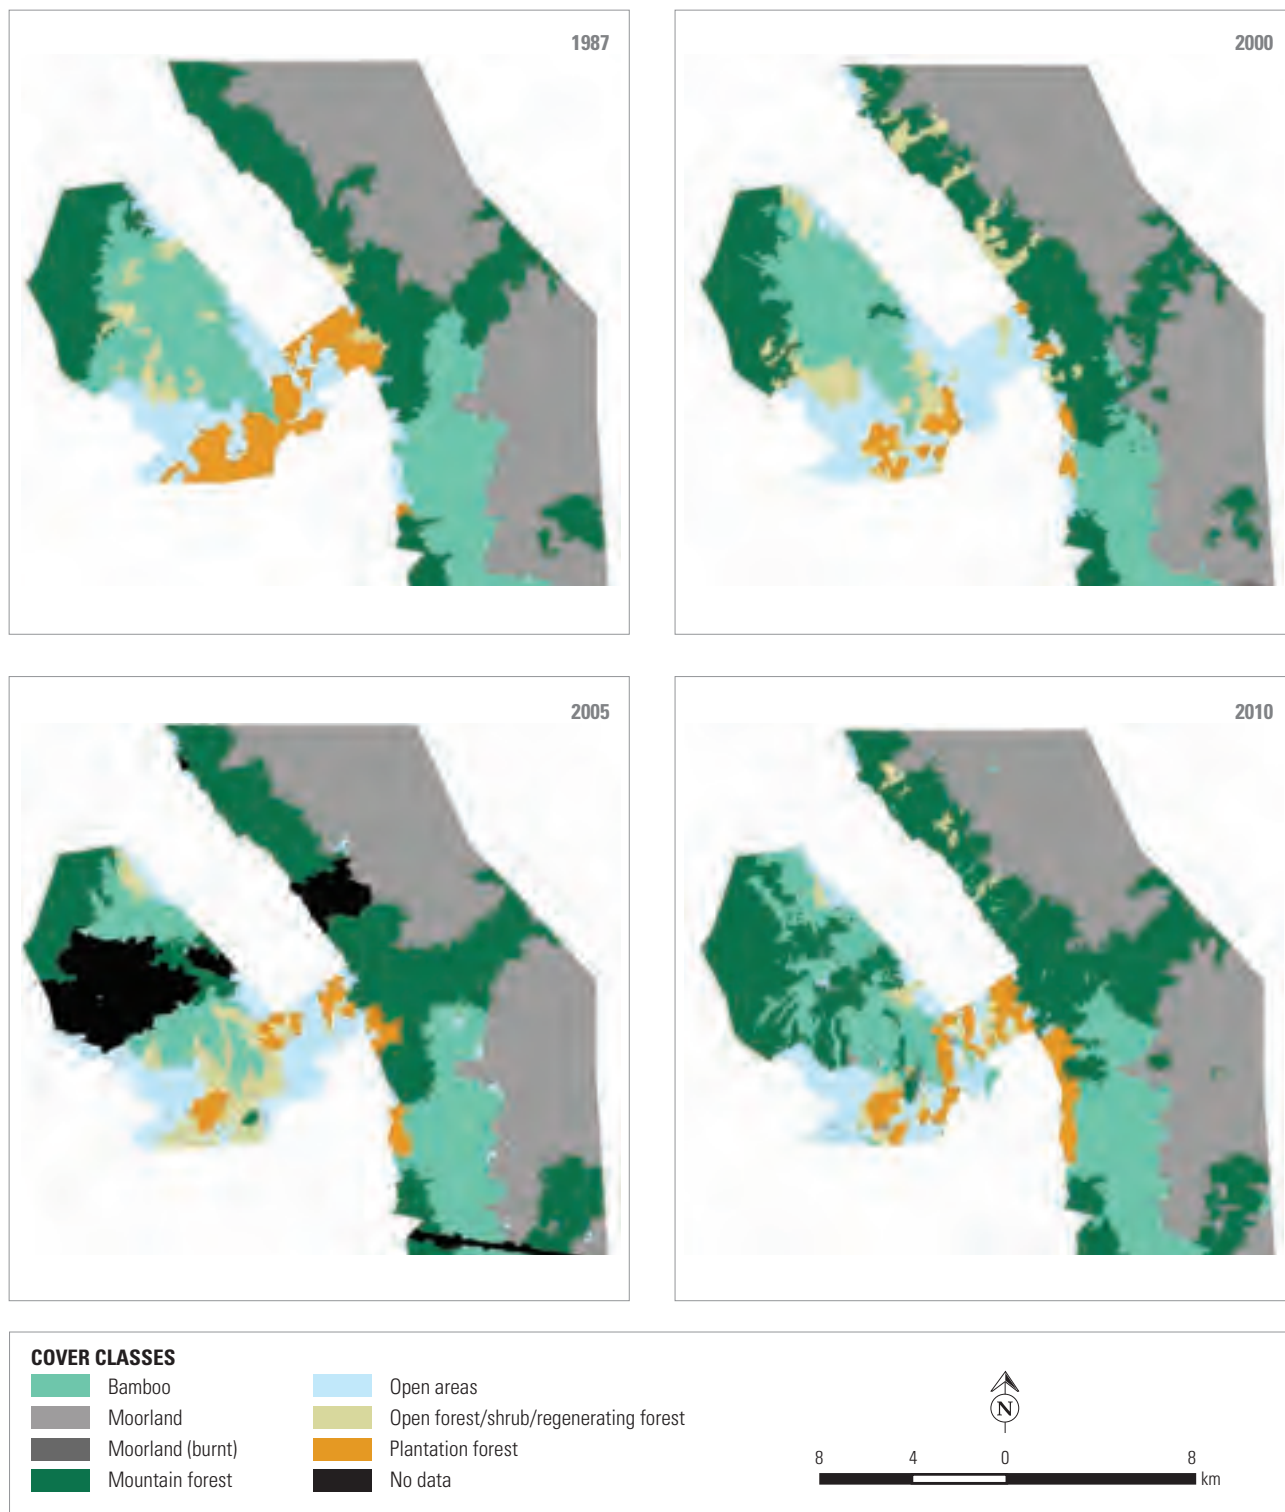 1987
2000
2005
2010
COVER CLASSES
Bamboo
Moorland
Moorland (burnt)
Mountain forest
Open areas
Open forest/shrub/regenerating forest
Plantation forest
No data
N
8 4 0 8
km